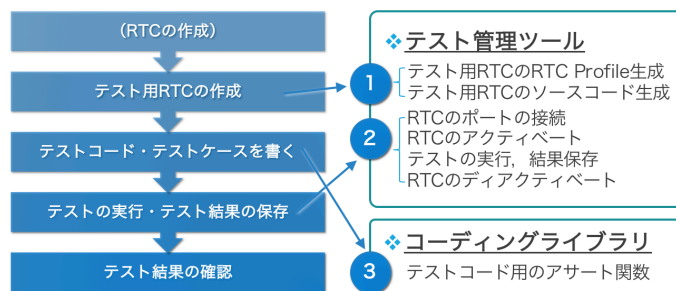 (RTCの作成)
テスト用RTCの作成
テストコード・テストケースを書く
テストの実行・テスト結果の保存
テスト結果の確認
❖テスト管理ツール
1
テスト用RTCのRTC Profile生成
テスト用RTCのソースコード生成
2
RTCのポートの接続
RTCのアクティベート
テストの実行, 結果保存
RTCのディアクティベート
❖コーディングライブラリ
3
テストコード用のアサート関数